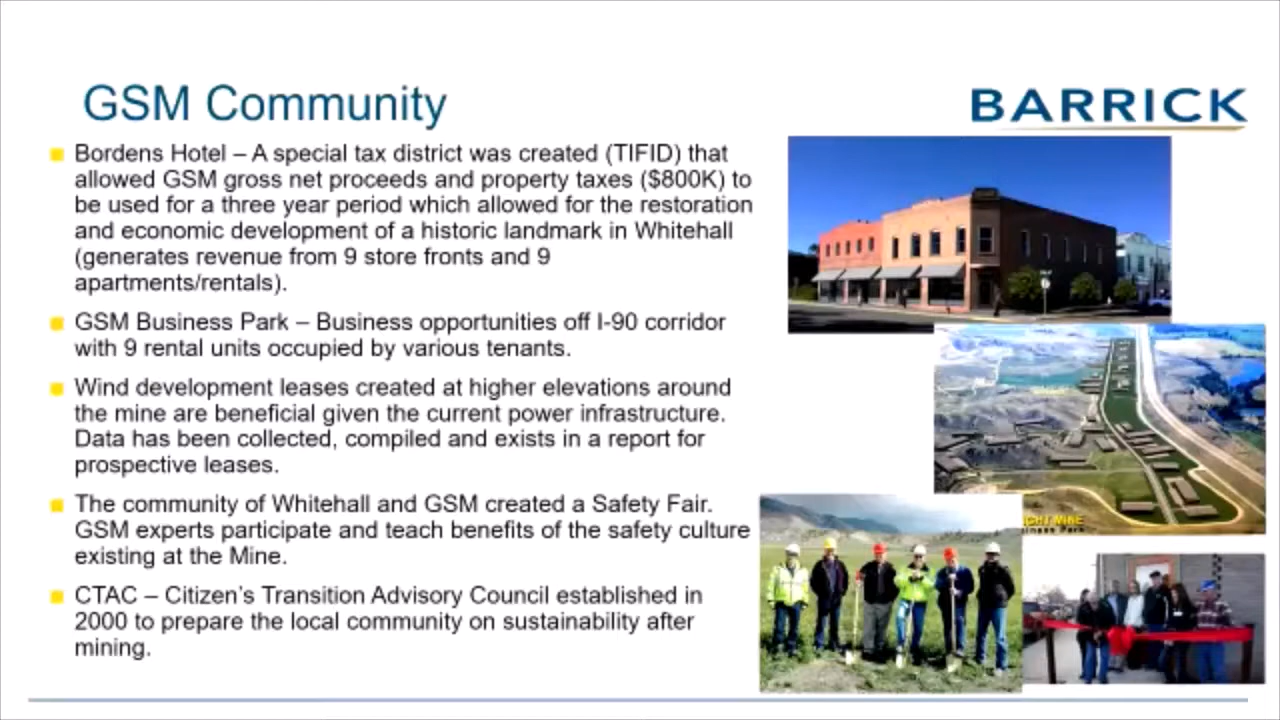 GSM Community
BARRICK
Bordens Hotel – A special tax district was created (TIFID) that
allowed GSM gross net proceeds and property taxes ($800K) to
be used for a three year period which allowed for the restoration
and economic development of a historic landmark in Whitehall
(generates revenue from 9 store fronts and 9
apartments/rentals).
GSM Business Park – Business opportunities off I-90 corridor
with 9 rental units occupied by various tenants.
Wind development leases created at higher elevations around
the mine are beneficial given the current power infrastructure.
Data has been collected, compiled and exists in a report for
prospective leases.
The community of Whitehall and GSM created a Safety Fair.
GSM experts participate and teach benefits of the safety culture
existing at the Mine.
CTAC – Citizen’s Transition Advisory Council established in
2000 to prepare the local community on sustainability after
mining.
MINE
Park